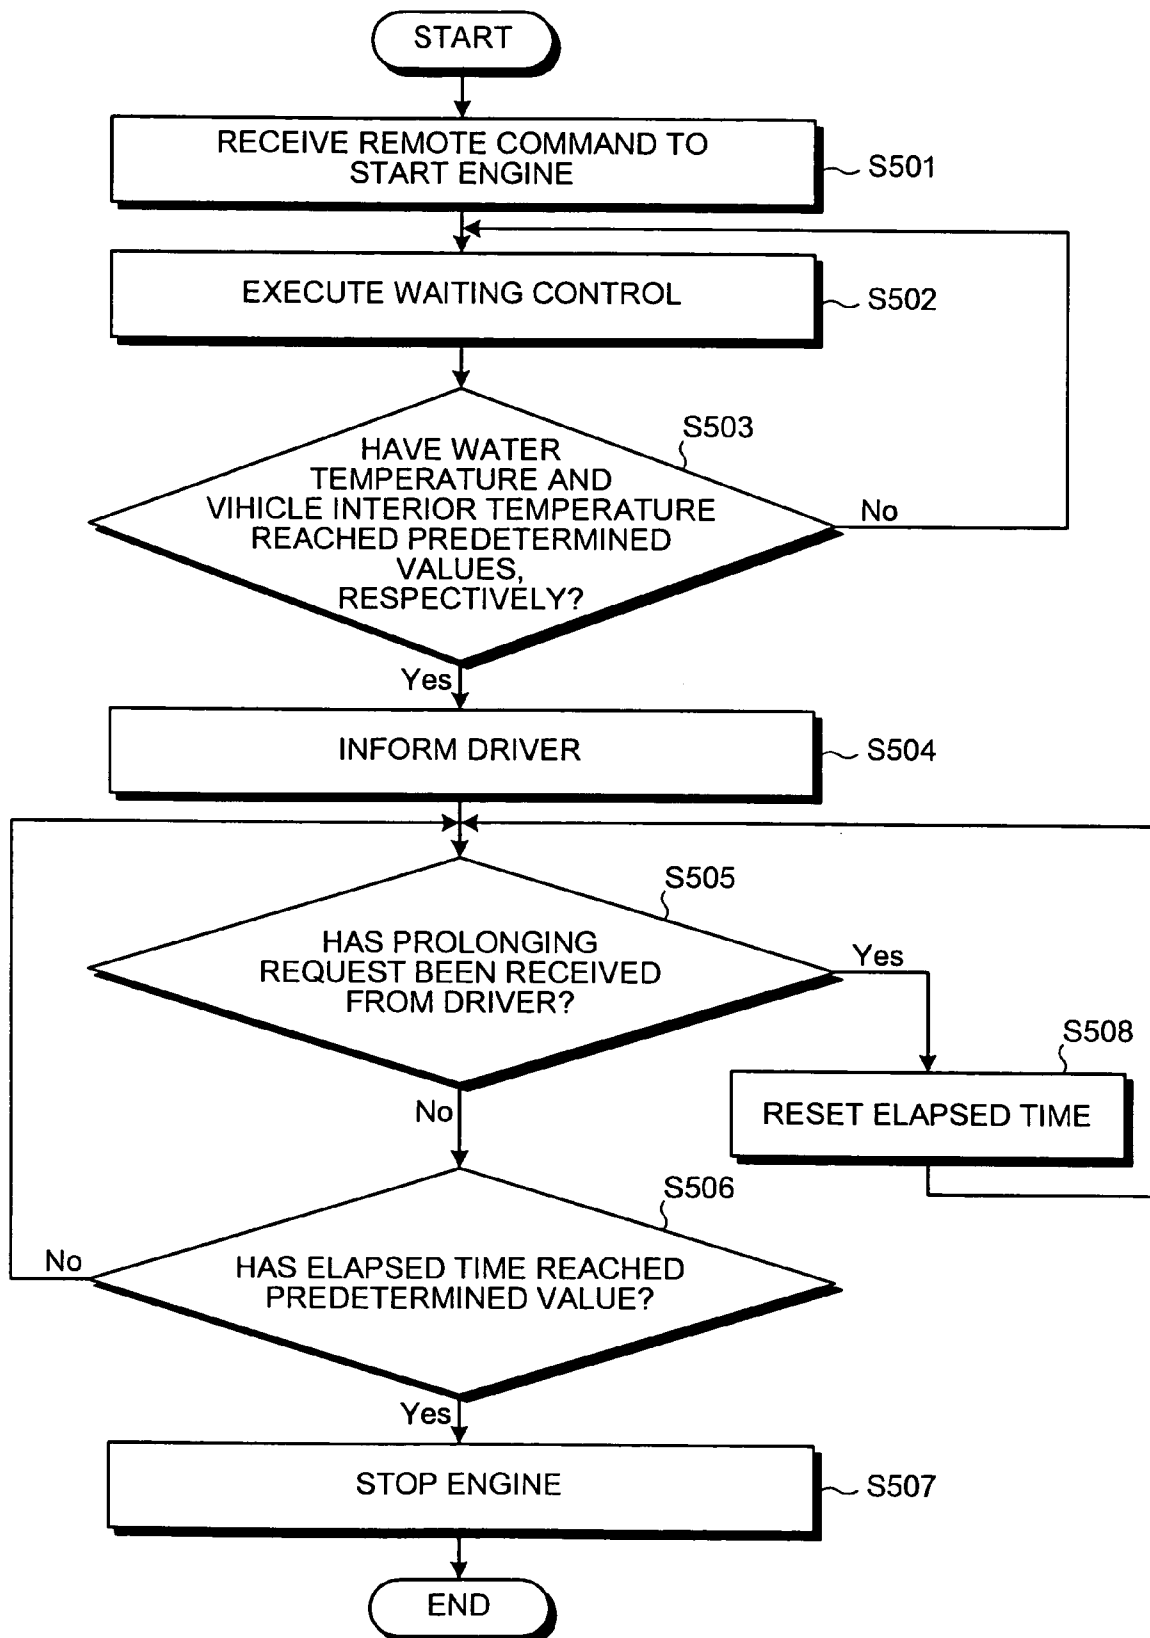 START
RECEIVE REMOTE COMMAND TO
START ENGINE
S501
EXECUTE WAITING CONTROL
S502
S503
HAVE WATER
TEMPERATURE AND
VIHICLE INTERIOR TEMPERATURE
REACHED PREDETERMINED
VALUES,
RESPECTIVELY?
No
Yes
INFORM DRIVER
S504
S505
HAS PROLONGING
REQUEST BEEN RECEIVED
FROM DRIVER?
Yes
No
S508
RESET ELAPSED TIME
S506
HAS ELAPSED TIME REACHED
PREDETERMINED VALUE?
No
Yes
STOP ENGINE
S507
END